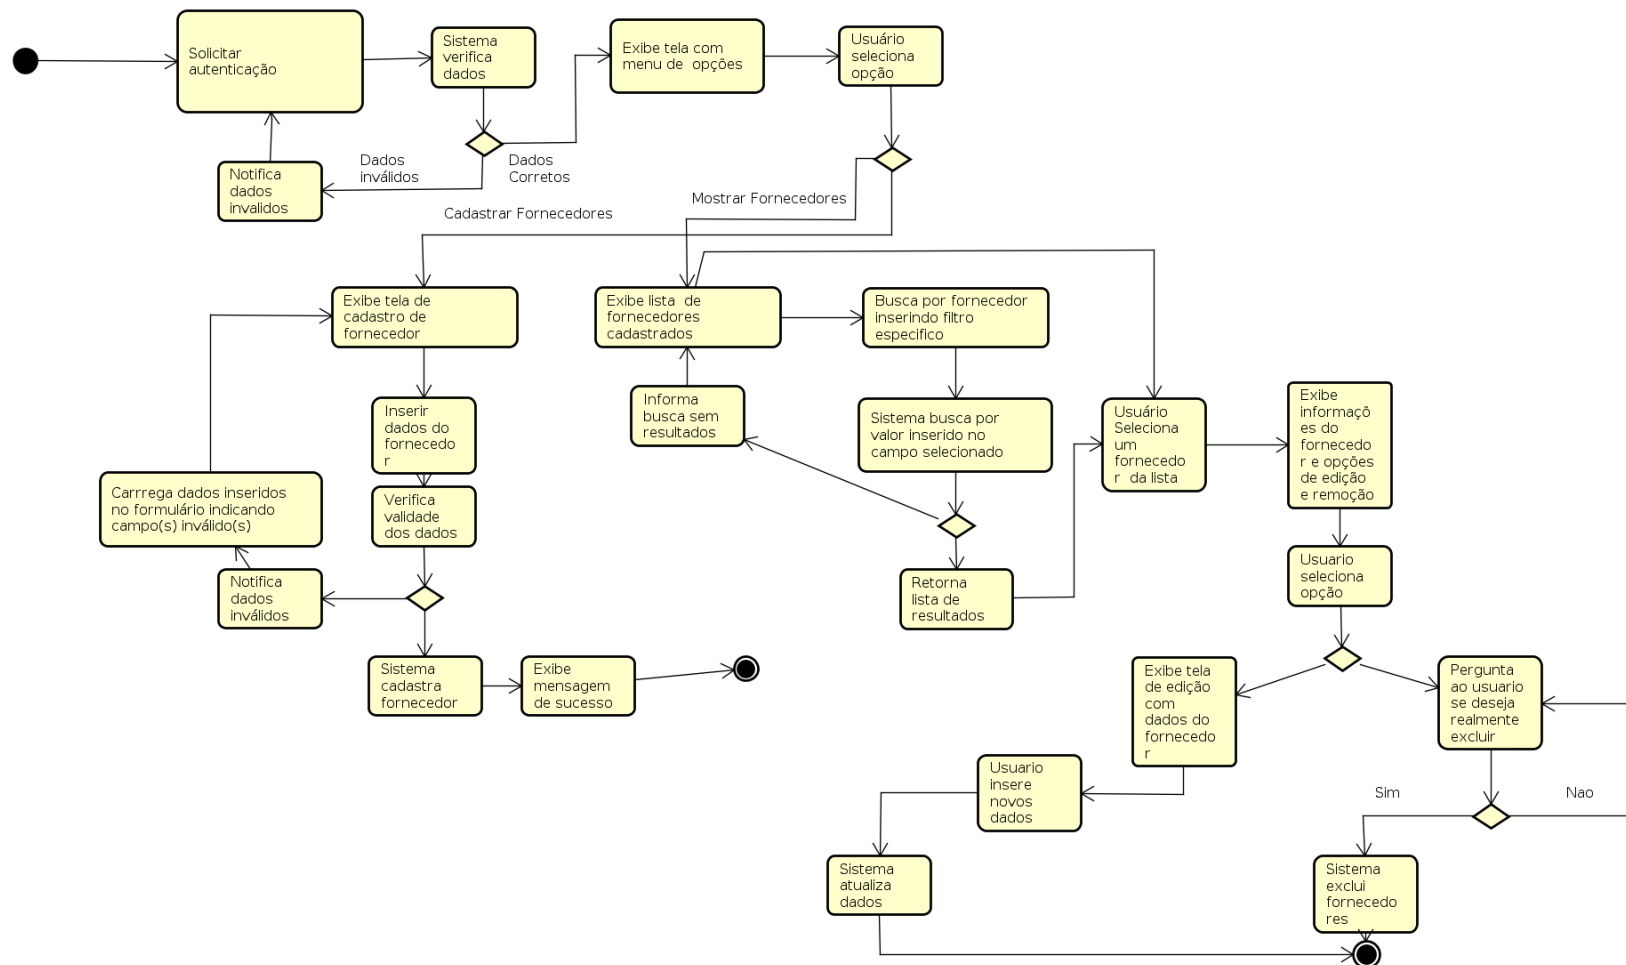 Solicitar
autenticação
Sistema
verifica
dados
Exibe tela com
menu de  opções
Usuário
seleciona
opção
Notifica
dados
invalidos
Dados
inválidos
Dados
Corretos
Mostrar Fornecedores
Cadastrar Fornecedores
Exibe tela de
cadastro de
fornecedor
Exibe lista  de
fornecedores
cadastrados
Busca por fornecedor
inserindo filtro
especifico
Inserir
dados do
fornecedo
r
Informa
busca sem
resultados
Sistema busca por
valor inserido no
campo selecionado
Usuário
Seleciona
um
fornecedo
r  da lista
Exibe
informaçõ
es do
fornecedo
r e opções
de edição
e remoção
Carrrega dados inseridos
no formulário indicando
campo(s) inválido(s)
Verifica
validade
dos dados
Notifica
dados
inválidos
Retorna
lista de
resultados
Usuario
seleciona
opção
Sistema
cadastra
fornecedor
Exibe
mensagem
de sucesso
Exibe tela
de edição
com
dados do
fornecedo
r
Pergunta
ao usuario
se deseja
realmente
excluir
Usuario
insere
novos
dados
Sim
Nao
Sistema
atualiza
dados
Sistema
exclui
fornecedo
res